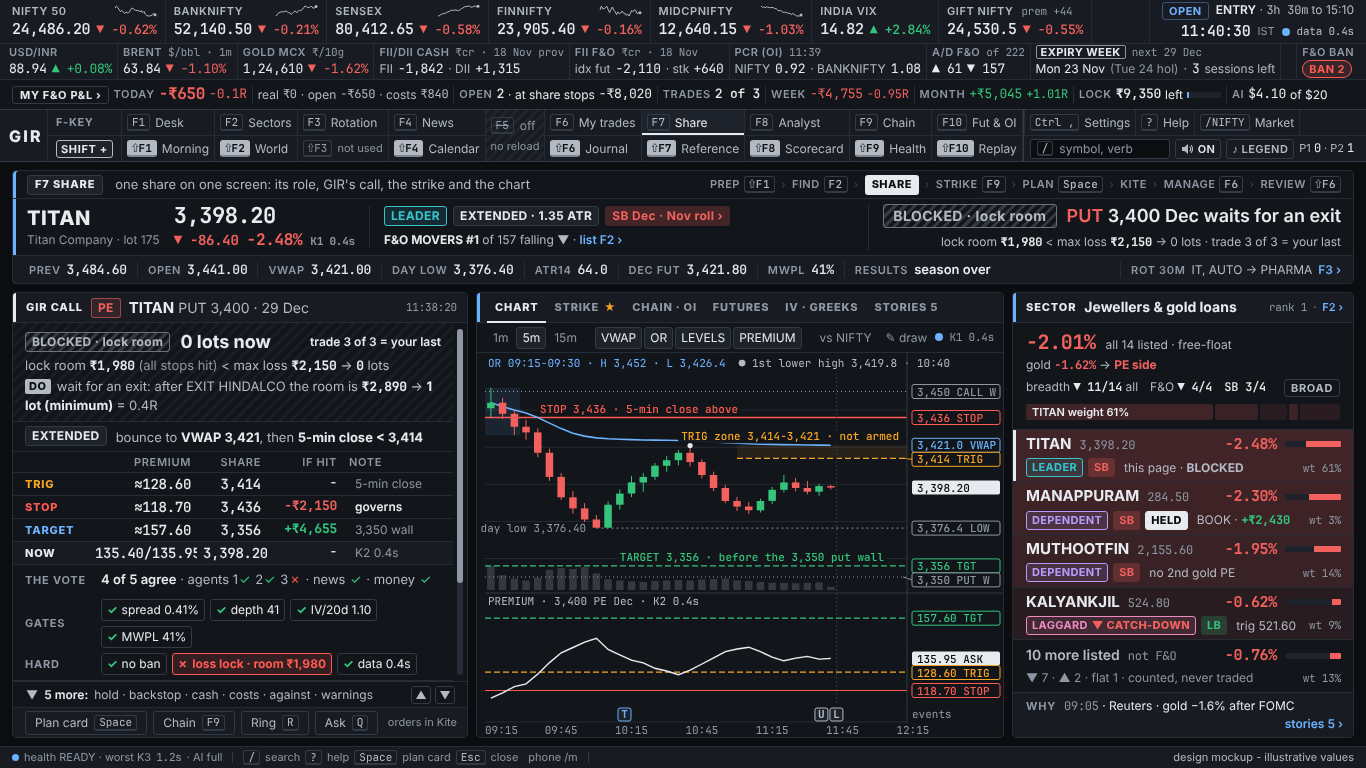 NIFTY 50 BANKNIFTY SENSEX FINNIFTY MIDCPNIFTY INDIA VIX GIFT NIFTY prem +44 OPEN ENTRY · 3h 30m to 15:10
24,486.20 ▼ -0.62% 52,140.50 ▼ -0.21% 80,412.65 ▼ -0.58% 23,905.40 ▼ -0.16% 12,640.15 ▼ -1.03% 14.82 ▲ +2.84% 24,530.5 ▼ -0.55% 11:40:30 IST ● data 0.4s
USD/INR BRENT $/bbl · 1m GOLD MCX ₹/10g FII/DII CASH ₹cr · 18 Nov prov FII F&O ₹cr · 18 Nov PCR (OI) 11:39 A/D F&O of 222 EXPIRY WEEK next 29 Dec F&O BAN
88.94 ▲ +0.08% 63.84 ▼ -1.10% 1,24,610 ▼ -1.62% FII -1,842 · DII +1,315 idx fut -2,110 · stk +640 NIFTY 0.92 · BANKNIFTY 1.08 ▲ 61 ▼ 157 Mon 23 Nov (Tue 24 hol) · 3 sessions left BAN 2
MY F&O P&L › TODAY -₹650 -0.1R real ₹0 · open -₹650 · costs ₹840 OPEN 2 · at share stops -₹8,020 TRADES 2 of 3 WEEK -₹4,755 -0.95R MONTH +₹5,045 +1.01R LOCK ₹9,350 left AI $4.10 of $20
GIR F-KEY F1 Desk F2 Sectors F3 Rotation F4 News F5 off F6 My trades F7 Share F8 Analyst F9 Chain F10 Fut & OI Ctrl , Settings ? Help /NIFTY Market
SHIFT + ⇧F1 Morning ⇧F2 World ⇧F3 not used ⇧F4 Calendar no reload ⇧F6 Journal ⇧F7 Reference ⇧F8 Scorecard ⇧F9 Health ⇧F10 Replay / symbol, verb ON ♪ LEGEND P1 0 · P2 1
F7 SHARE one share on one screen: its role, GIR's call, the strike and the chart PREP ⇧F1 › FIND F2 › SHARE › STRIKE F9 › PLAN Space › KITE › MANAGE F6 › REVIEW ⇧F6
TITAN 3,398.20 LEADER EXTENDED · 1.35 ATR SB Dec · Nov roll › BLOCKED · lock room PUT 3,400 Dec waits for an exit
Titan Company · lot 175 ▼ -86.40 -2.48% K1 0.4s F&O MOVERS #1 of 157 falling ▼ · list F2 › lock room ₹1,980 < max loss ₹2,150 → 0 lots · trade 3 of 3 = your last
PREV 3,484.60 OPEN 3,441.00 VWAP 3,421.00 DAY LOW 3,376.40 ATR14 64.0 DEC FUT 3,421.80 MWPL 41% RESULTS season over ROT 30M IT, AUTO → PHARMA F3 ›
GIR CALL PE TITAN PUT 3,400 · 29 Dec 11:38:20
BLOCKED · lock room 0 lots now trade 3 of 3 = your last
lock room ₹1,980 (all stops hit) < max loss ₹2,150 → 0 lots
DO wait for an exit: after EXIT HINDALCO the room is ₹2,890 → 1
lot (minimum) = 0.4R
EXTENDED bounce to VWAP 3,421, then 5-min close < 3,414
PREMIUM SHARE IF HIT NOTE
TRIG ≈128.60 3,414 - 5-min close
STOP ≈118.70 3,436 -₹2,150 governs
TARGET ≈157.60 3,356 +₹4,655 3,350 wall
NOW 135.40/135.95 3,398.20 - K2 0.4s
THE VOTE 4 of 5 agree · agents 1✓ 2✓ 3× · news ✓ · money ✓
GATES ✓ spread 0.41% ✓ depth 41 ✓ IV/20d 1.10
✓ MWPL 41%
HARD ✓ no ban × loss lock · room ₹1,980 ✓ data 0.4s
▼ 5 more: hold · backstop · cash · costs · against · warnings ▲ ▼
Plan card Space Chain F9 Ring R Ask Q orders in Kite
CHART STRIKE ★ CHAIN · OI FUTURES IV · GREEKS STORIES 5
1m 5m 15m VWAP OR LEVELS PREMIUM vs NIFTY ✎ draw ● K1 0.4s
OR 09:15-09:30 · H 3,452 · L 3,426.4 ● 1st lower high 3,419.8 · 10:40
3,450 CALL W
STOP 3,436 · 5-min close above 3,436 STOP
TRIG zone 3,414-3,421 · not armed 3,421.0 VWAP
3,414 TRIG
3,398.20
day low 3,376.40 3,376.4 LOW
TARGET 3,356 · before the 3,350 put wall 3,356 TGT
3,350 PUT W
PREMIUM · 3,400 PE Dec · K2 0.4s
157.60 TGT
135.95 ASK
128.60 TRIG
118.70 STOP
T U L events
09:15 09:45 10:15 10:45 11:15 11:45 12:15
SECTOR Jewellers & gold loans rank 1 · F2 ›
-2.01% all 14 listed · free-float
gold -1.62% → PE side
breadth ▼ 11/14 all F&O ▼ 4/4 SB 3/4 BROAD
TITAN weight 61%
TITAN 3,398.20 -2.48%
LEADER SB this page · BLOCKED wt 61%
MANAPPURAM 284.50 -2.30%
DEPENDENT SB HELD BOOK · +₹2,430 wt 3%
MUTHOOTFIN 2,155.60 -1.95%
DEPENDENT SB no 2nd gold PE wt 14%
KALYANKJIL 524.80 -0.62%
LAGGARD ▼ CATCH-DOWN LB trig 521.60 wt 9%
10 more listed not F&O -0.76%
▼ 7 · ▲ 2 · flat 1 · counted, never traded wt 13%
WHY 09:05 · Reuters · gold −1.6% after FOMC
stories 5 ›
● health READY · worst K3 1.2s · AI full / search ? help Space plan card Esc close phone /m design mockup - illustrative values